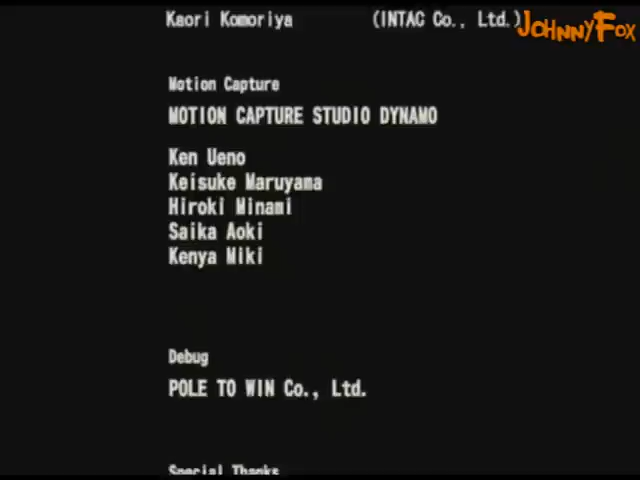 Kaori Komoriya (INTAC Co., Ltd.)
JOHNNYFOX
Motion Capture
MOTION CAPTURE STUDIO DYNAMO
Ken Ueno
Keisuke Maruyama
Hiroki Minami
Saika Aoki
Kenya Miki
Debug
POLE TO WIN Co., Ltd.
Special Thanks